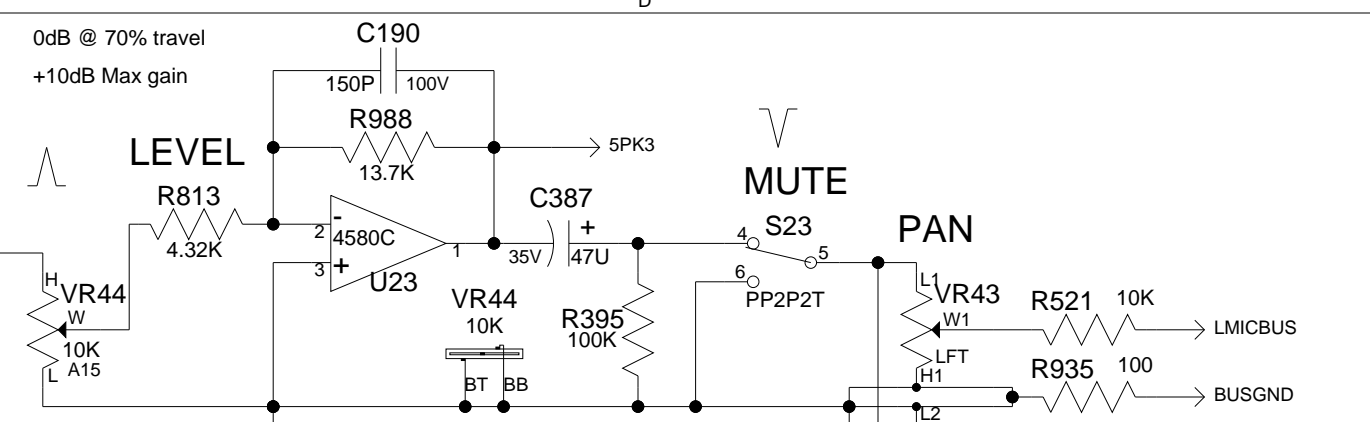 D
0dB @ 70% travel
+10dB Max gain
C190
150P
100V
R988
13.7K
5PK3
LEVEL
R813
4.32K
2
-
4580C
3
+
1
U23
C387
+
35V
47U
MUTE
S23
4
5
6
PP2P2T
PAN
H
VR44
W
10K
A15
L
VR44
10K
BT
BB
R395
100K
L1
VR43
W1
LFT
H1
L2
R521
10K
LMICBUS
R935
100
BUSGND